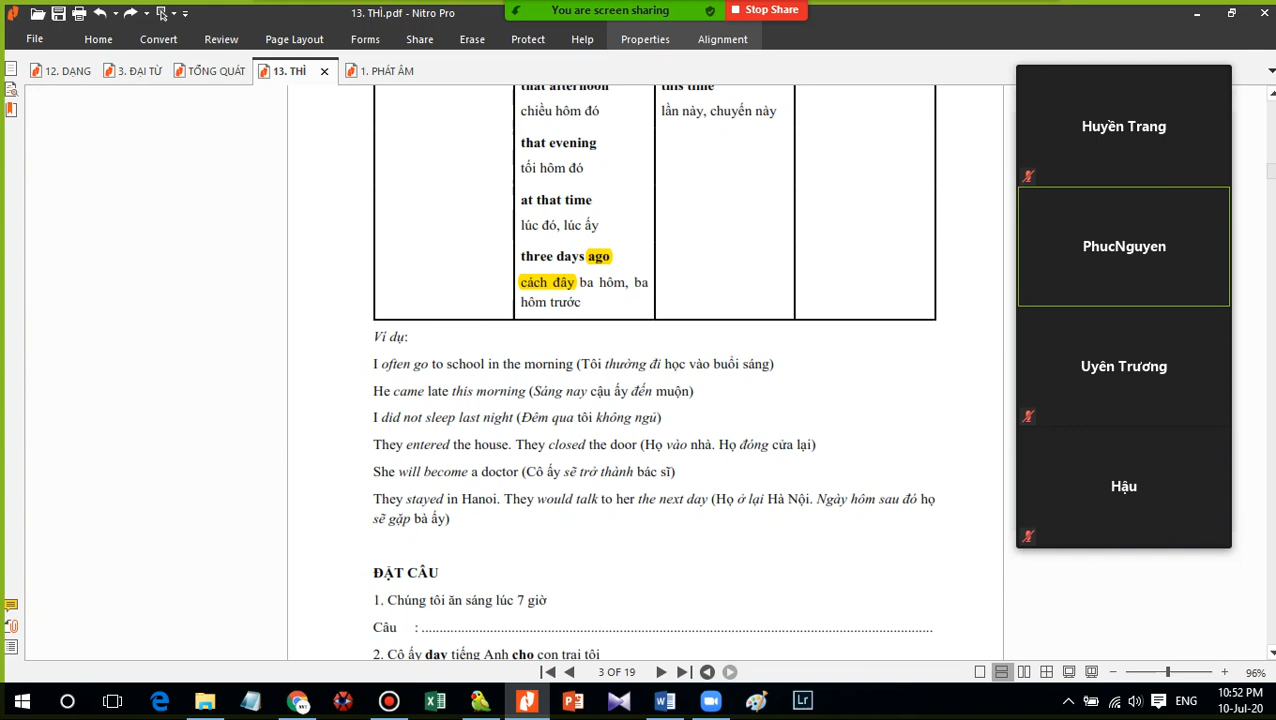 13. THÌ.pdf - Nitro Pro
You are screen sharing
Stop Share
File
Home
Convert
Review
Page Layout
Forms
Share
Erase
Protect
Help
Properties
Alignment
12. DẠNG
3. ĐẠI TỪ
TỔNG QUÁT
13. THÌ
1. PHÁT ÂM
that afternoon
this time
chiều hôm đó
lần này, chuyến này
that evening
tối hôm đó
at that time
lúc đó, lúc ấy
three days ago
cách đây ba hôm, ba
hôm trước
Ví dụ:
I often go to school in the morning (Tôi thường đi học vào buổi sáng)
He came late this morning (Sáng nay cậu ấy đến muộn)
I did not sleep last night (Đêm qua tôi không ngủ)
They entered the house. They closed the door (Họ vào nhà. Họ đóng cửa lại)
She will become a doctor (Cô ấy sẽ trở thành bác sĩ)
They stayed in Hanoi. They would talk to her the next day (Họ ở lại Hà Nội. Ngày hôm sau đó họ
sẽ gặp bà ấy)
ĐẶT CÂU
1. Chúng tôi ăn sáng lúc 7 giờ
Câu : ..........................................................................................................................................
2. Cô ấy dạy tiếng Anh cho con trai tôi
Huyền Trang
PhucNguyen
Uyên Trương
Hậu
3 OF 19
96%
ENG
10:52 PM
10-Jul-20
Lr